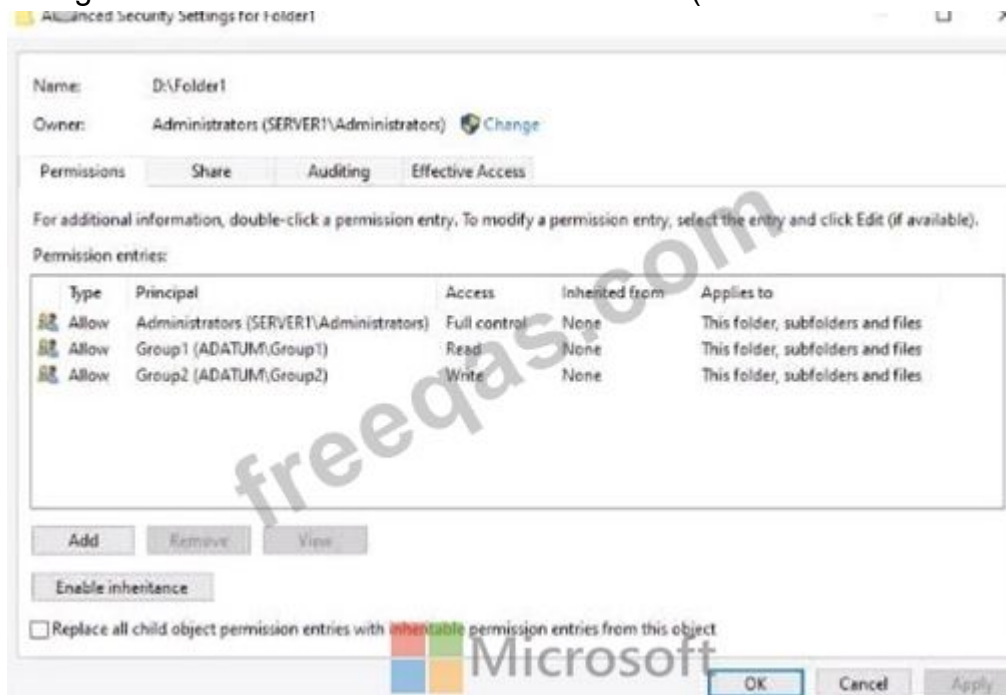 Advanced Security Settings for Folder1
Name: D:\Folder1
Owner: Administrators (SERVER1\Administrators) Change
Permissions Share Auditing Effective Access
For additional information, double-click a permission entry. To modify a permission entry, select the entry and click Edit (if available).
Permission entries:
Type Principal Access Inherited from Applies to
Allow Administrators (SERVER1\Administrators) Full control None This folder, subfolders and files
Allow Group1 (ADATUM\Group1) Read None This folder, subfolders and files
Allow Group2 (ADATUM\Group2) Write None This folder, subfolders and files
freeqas.com
Add Remove View
Enable inheritance
Replace all child object permission entries with inheritable permission entries from this object
Microsoft
OK Cancel Apply